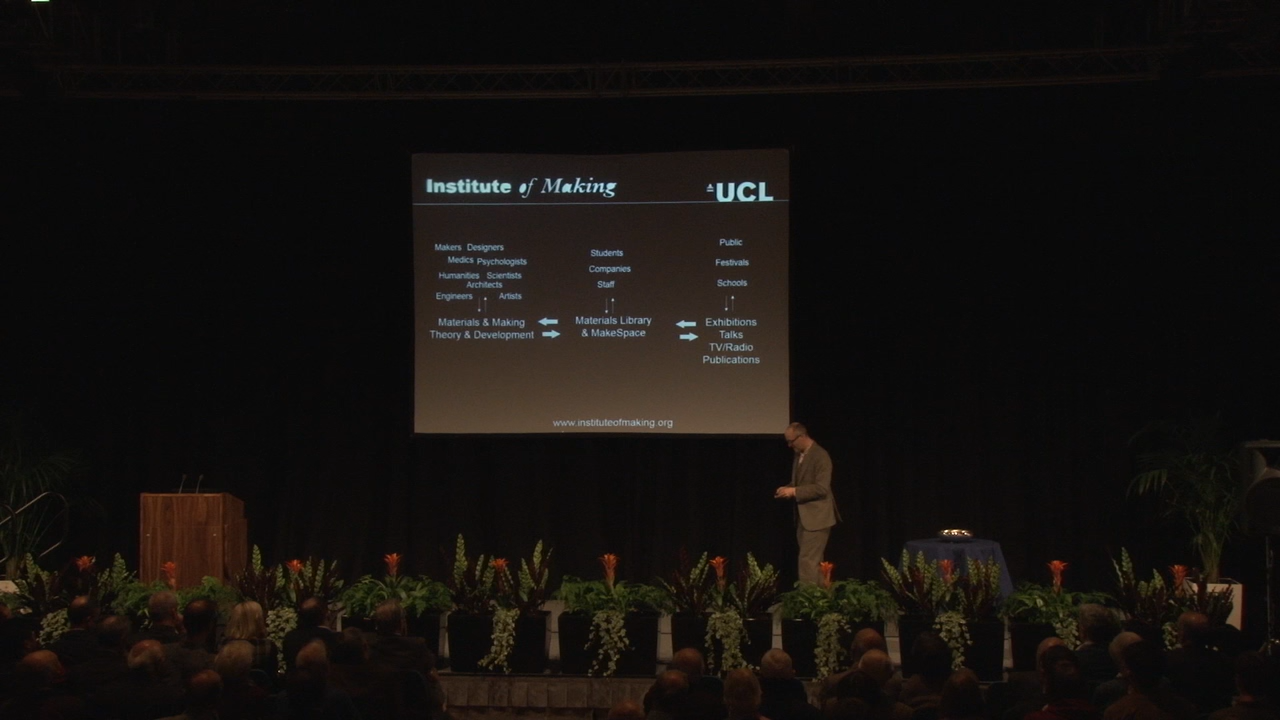 Institute of Making
UCL
Makers Designers
Medics Psychologists
Humanities Scientists
Architects
Engineers Artists
Materials & Making
Theory & Development
Students
Companies
Staff
Materials Library
& MakeSpace
Public
Festivals
Schools
Exhibitions
Talks
TV/Radio
Publications
www.instituteofmaking.org